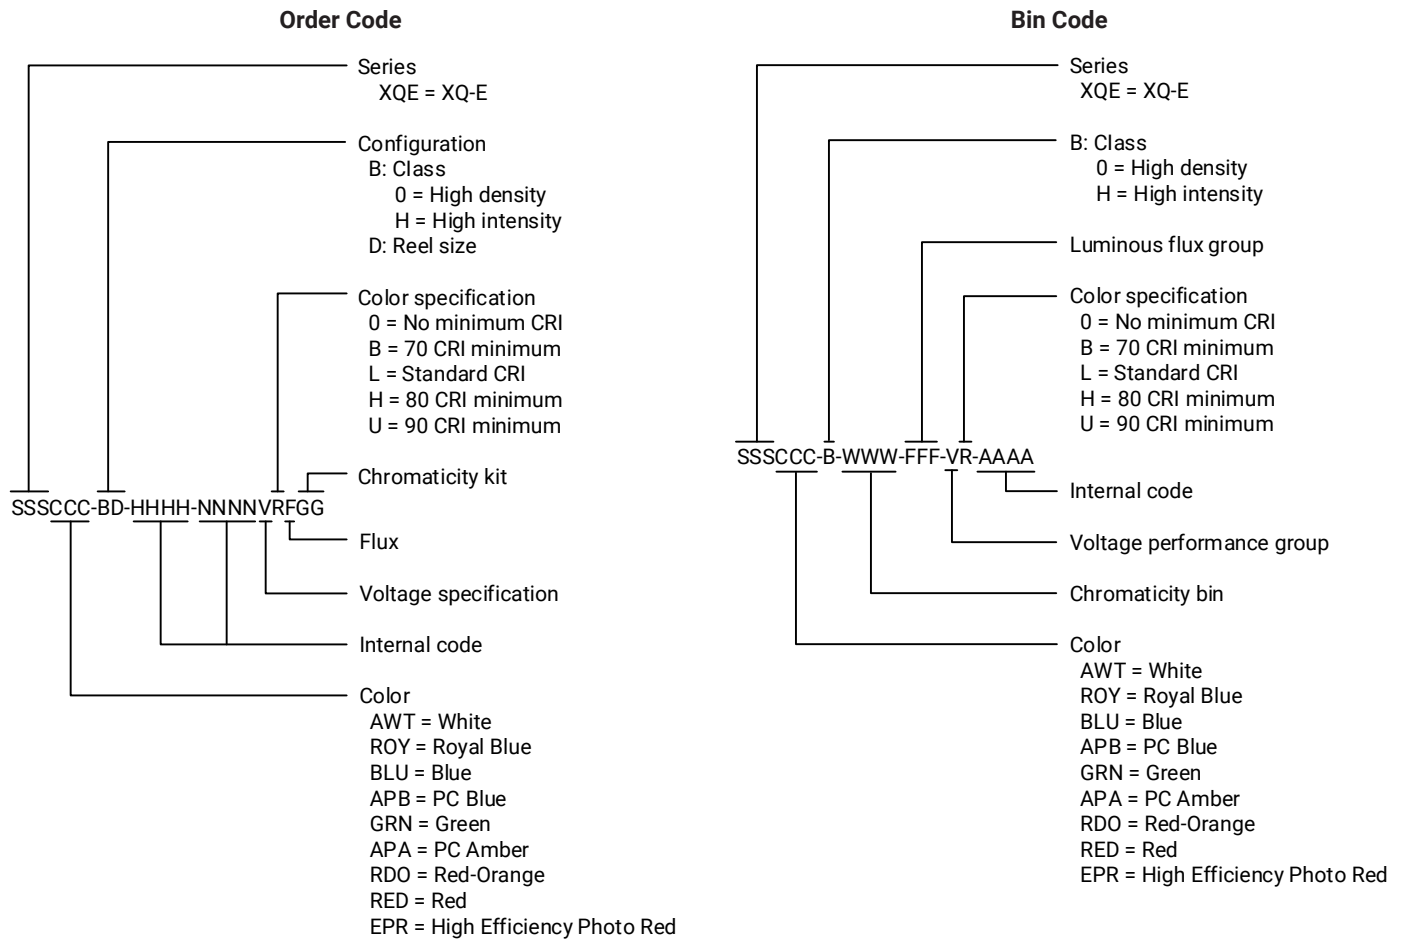 Order Code
Series
XQE = XQ-E
Configuration
B: Class
0 = High density
H = High intensity
D: Reel size
Color specification
0 = No minimum CRI
B = 70 CRI minimum
L = Standard CRI
H = 80 CRI minimum
U = 90 CRI minimum
Chromaticity kit
SSSCCC-BD-HHHH-NNNNVRFGG
Flux
Voltage specification
Internal code
Color
AWT = White
ROY = Royal Blue
BLU = Blue
APB = PC Blue
GRN = Green
APA = PC Amber
RDO = Red-Orange
RED = Red
EPR = High Efficiency Photo Red
Bin Code
Series
XQE = XQ-E
B: Class
0 = High density
H = High intensity
Luminous flux group
Color specification
0 = No minimum CRI
B = 70 CRI minimum
L = Standard CRI
H = 80 CRI minimum
U = 90 CRI minimum
SSSCCC-B-WWW-FFF-VR-AAAA
Internal code
Voltage performance group
Chromaticity bin
Color
AWT = White
ROY = Royal Blue
BLU = Blue
APB = PC Blue
GRN = Green
APA = PC Amber
RDO = Red-Orange
RED = Red
EPR = High Efficiency Photo Red